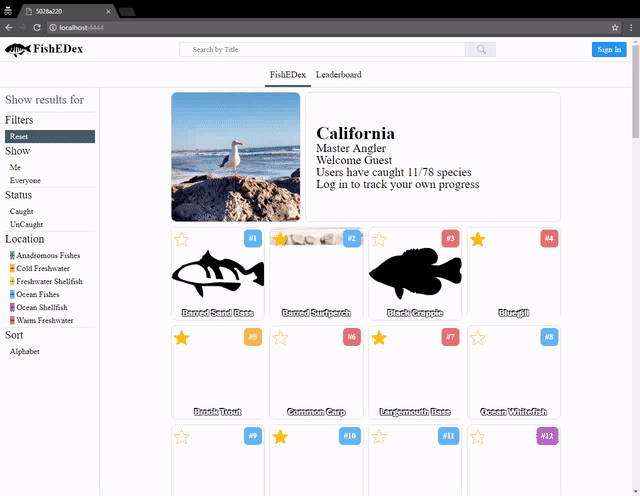 5028a220
localhost:4444
FishEDex
Search by Title
Sign In
FishEDex Leaderboard
Show results for
Filters
Reset
Show
Me
Everyone
Status
Caught
UnCaught
Location
Anadromous Fishes
Cold Freshwater
Freshwater Shellfish
Ocean Fishes
Ocean Shellfish
Warm Freshwater
Sort
Alphabet
California
Master Angler
Welcome Guest
Users have caught 11/78 species
Log in to track your own progress
#1 #2 #3 #4
Barred Sand Bass Barred Surfperch Black Crappie Bluegill
#5 #6 #7 #8
Brook Trout Common Carp Largemouth Bass Ocean Whitefish
#9 #10 #11 #12